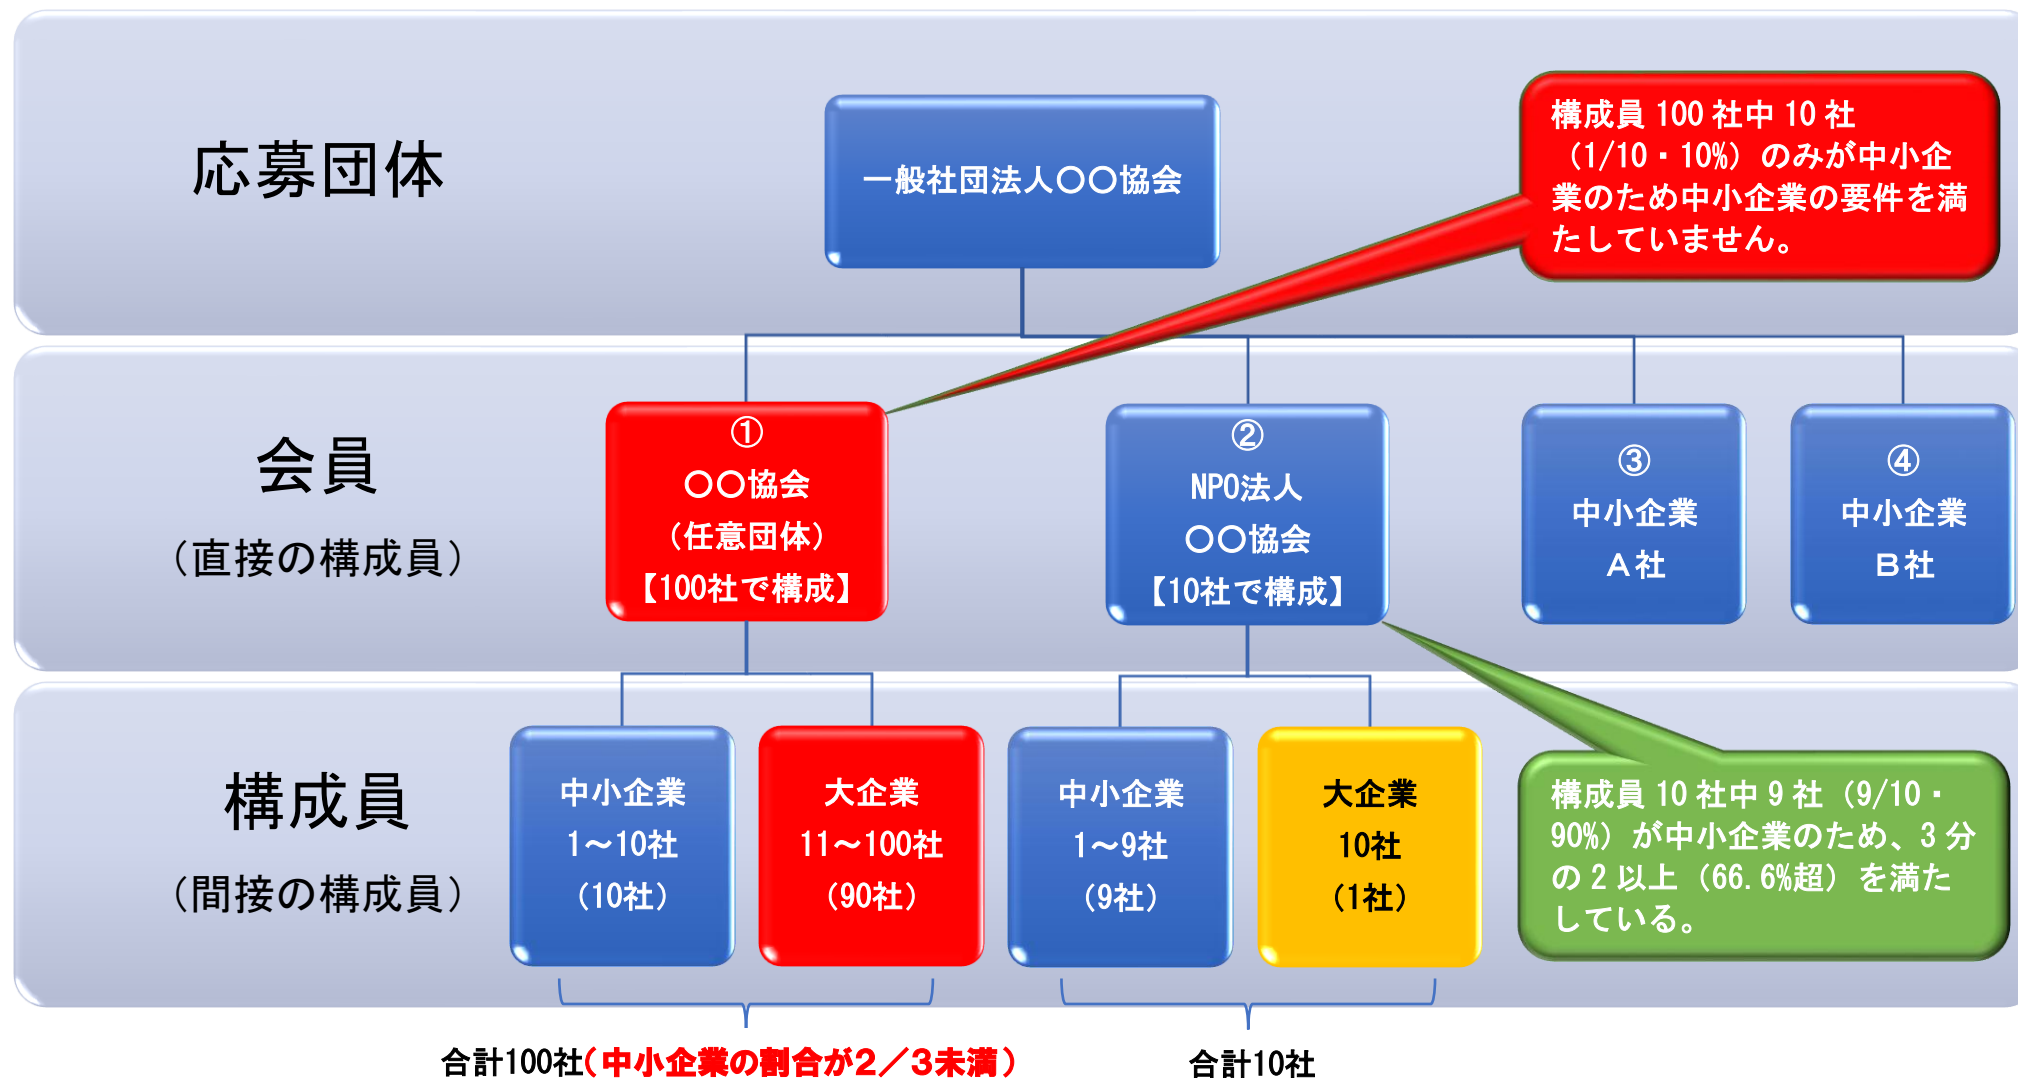 応募団体
一般社団法人〇〇協会
構成員 100 社中 10 社
（1/10・10%）のみが中小企
業のため中小企業の要件を満
たしていません。
会員
（直接の構成員）
①
〇〇協会
（任意団体）
【100社で構成】
②
NPO法人
〇〇協会
【10社で構成】
③
中小企業
Ａ社
④
中小企業
Ｂ社
構成員
（間接の構成員）
中小企業
1～10社
（10社）
大企業
11～100社
（90社）
中小企業
1～9社
（9社）
大企業
10社
（1社）
構成員 10 社中 9 社（9/10・
90%）が中小企業のため、3 分
の 2 以上（66.6%超）を満た
している。
合計100社（中小企業の割合が２／３未満）
合計10社